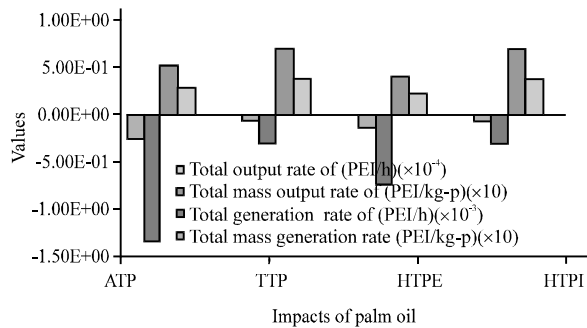 1.00E+00
5.00E-01
0.00E+00
-5.00E-01
-1.00E+00
-1.50E+00
Values
Total output rate of (PEI/h)(×10⁻⁴)
Total mass output rate of (PEI/kg-p)(×10)
Total generation rate of (PEI/h)(×10⁻³)
Total mass generation rate (PEI/kg-p)(×10)
ATP TTP HTPE HTPI
Impacts of palm oil